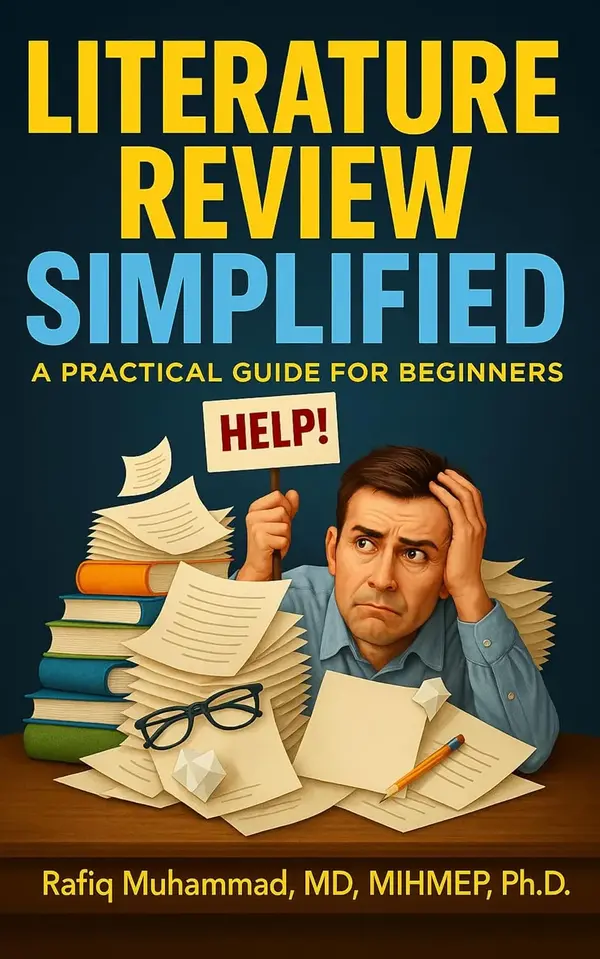 LITERATURE
REVIEW
SIMPLIFIED
A PRACTICAL GUIDE FOR BEGINNERS
HELP!
Rafiq Muhammad, MD, MIHMEP, Ph.D.